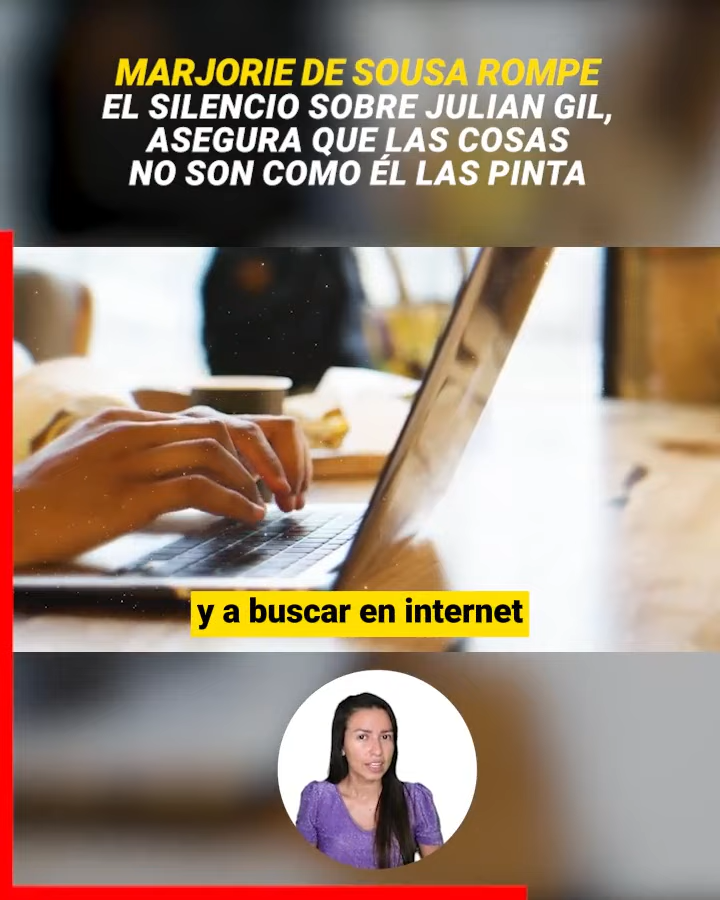 MARJORIE DE SOUSA ROMPE
EL SILENCIO SOBRE JULIAN GIL,
ASEGURA QUE LAS COSAS
NO SON COMO ÉL LAS PINTA
y a buscar en internet